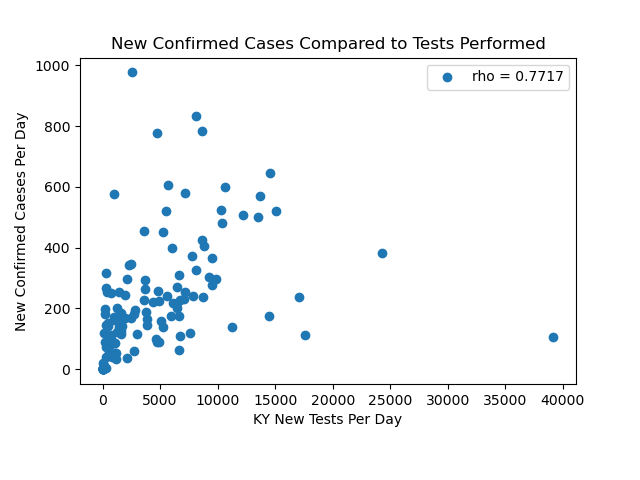 New Confirmed Cases Compared to Tests Performed
rho = 0.7717
New Confirmed Caeses Per Day
1000
800
600
400
200
0
0 5000 10000 15000 20000 25000 30000 35000 40000
KY New Tests Per Day